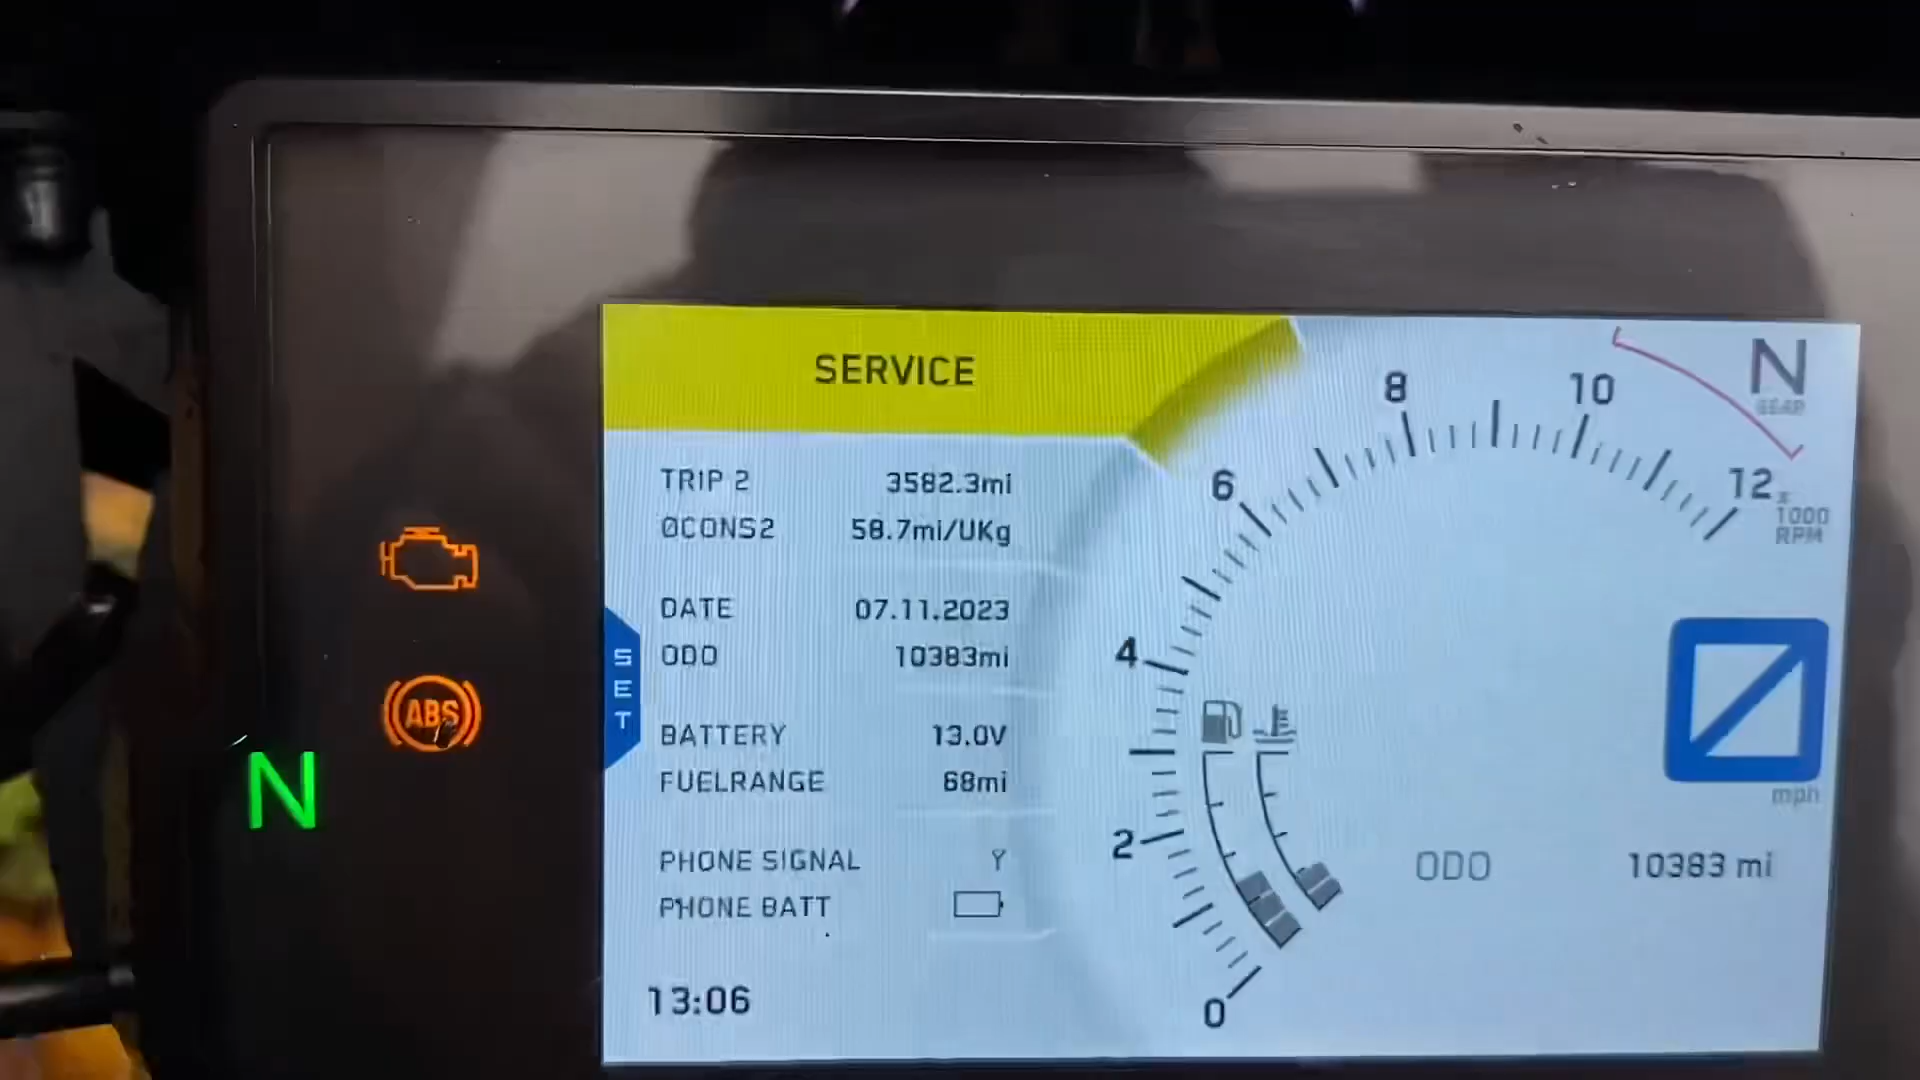 SERVICE
TRIP 2 3582.3mi
ØCONS2 58.7mi/UKg
DATE 07.11.2023
ODO 10383mi
BATTERY 13.0V
FUELRANGE 68mi
PHONE SIGNAL
PHONE BATT
13:06
SET
ABS
N
0
2
4
6
8
10
12
x
1000
RPM
N
GEAR
mph
ODO 10383 mi